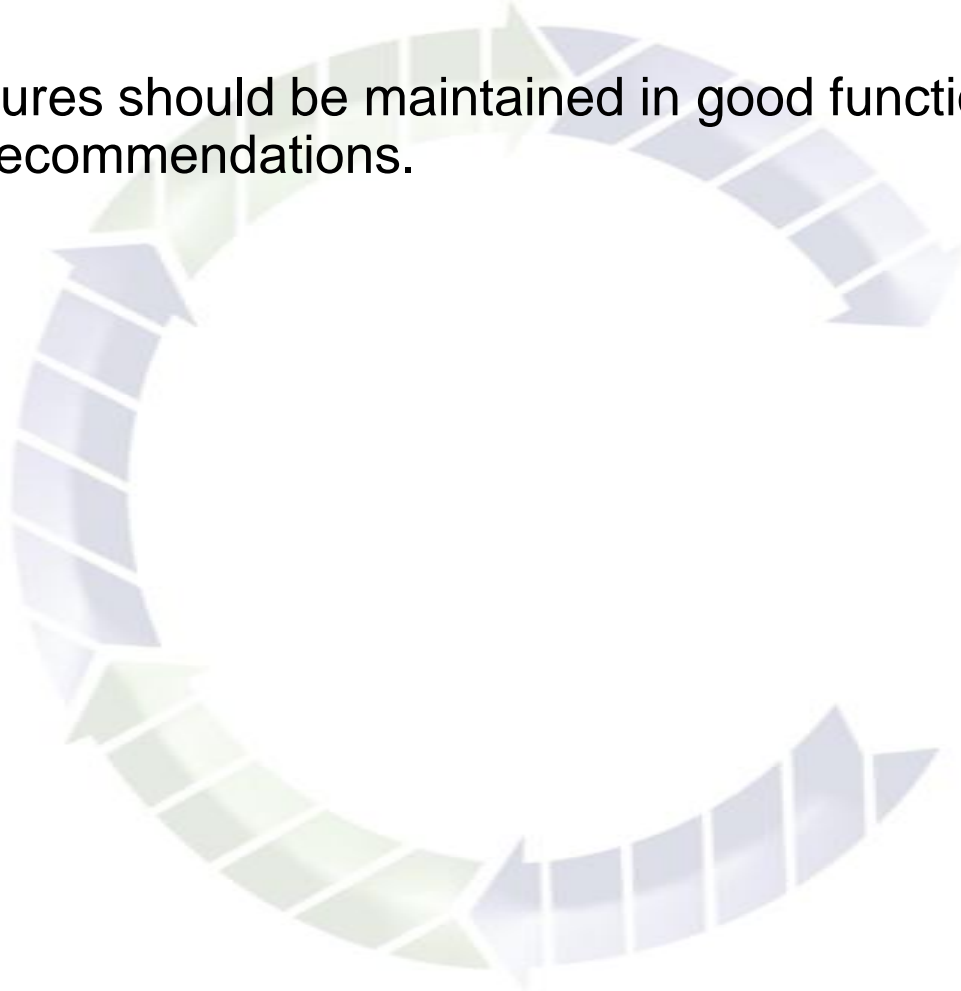 ures should be maintained in good functi
ecommendations.